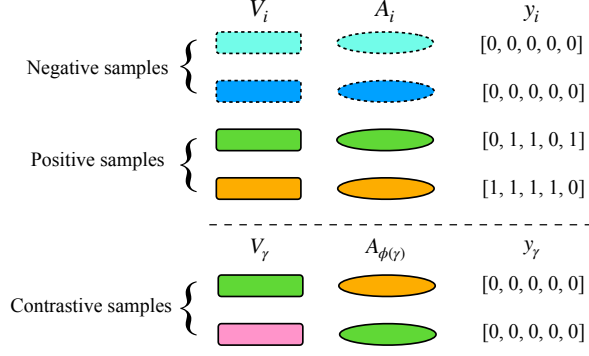 V_i A_i y_i
[0, 0, 0, 0, 0]
Negative samples
[0, 0, 0, 0, 0]
[0, 1, 1, 0, 1]
Positive samples
[1, 1, 1, 1, 0]
V_γ A_ϕ(γ) y_γ
[0, 0, 0, 0, 0]
Contrastive samples
[0, 0, 0, 0, 0]